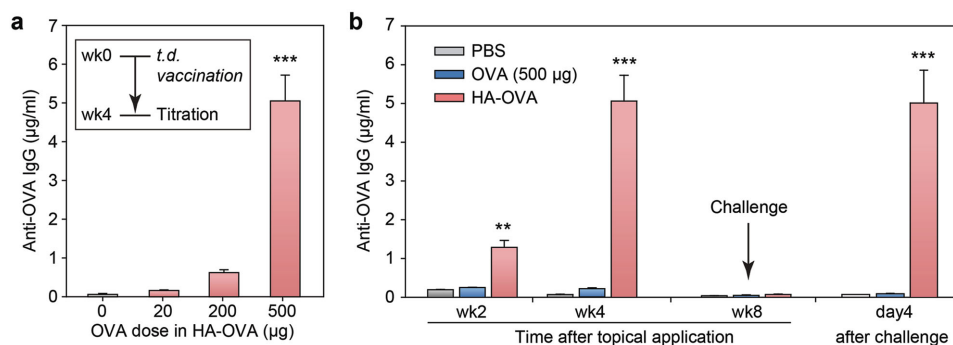 a
Anti-OVA IgG (µg/ml)
7
6
5
4
3
2
1
0
wk0
t.d.
vaccination
wk4
Titration
***
0 20 200 500
OVA dose in HA-OVA (µg)
b
Anti-OVA IgG (µg/ml)
7
6
5
4
3
2
1
0
PBS
OVA (500 µg)
HA-OVA
**
***
Challenge
***
wk2 wk4 wk8 day4
Time after topical application
after challenge